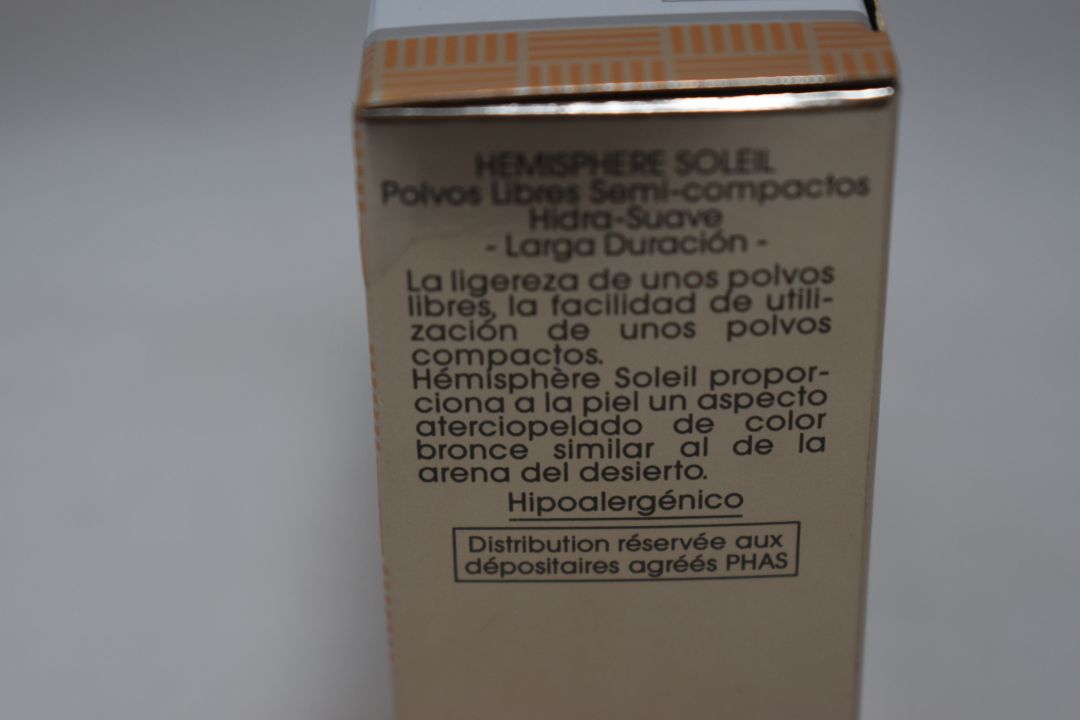 HEMISPHERE SOLEIL
Polvos Libres Semi-compactos
Hidra-Suave
- Larga Duración -
La ligereza de unos polvos
libres, la facilidad de utili-
zación de unos polvos
compactos.
Hémisphère Soleil propor-
ciona a la piel un aspecto
aterciopelado de color
bronce similar al de la
arena del desierto.
Hipoalergénico
Distribution réservée aux
dépositaires agréés PHAS